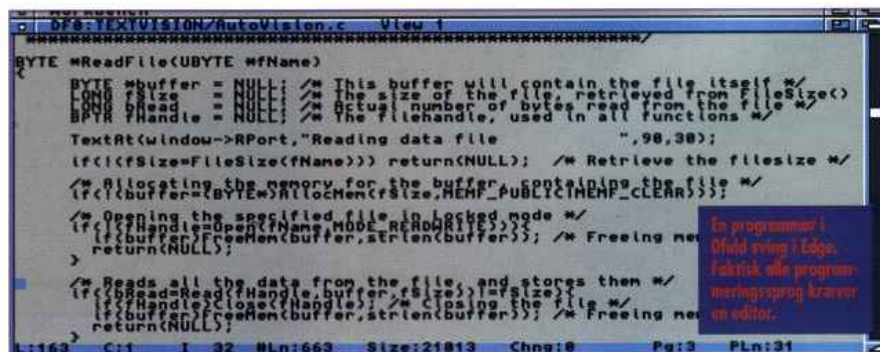 DF0:TEXTVISION/AutoVision.c View 1
*****************************************************************/
BYTE *ReadFile(UBYTE *fName)
{
BYTE *buffer = NULL; /* This buffer will contain the file itself */
LONG fSize = NULL; /* The size of the file, retrieved from FileSize()
LONG bRead = NULL; /* Actual number of bytes read from the file */
BPTR fHandle = NULL; /* The filehandle, used in all functions */
TextAt(window->RPort,"Reading data file ",90,30);
if(!(fSize=FileSize(fName))) return(NULL); /* Retrieve the filesize */
/* Allocating the memory for the buffer, containing the file */
if(!(buffer=(BYTE*)AllocMem(fSize,MEMF_PUBLIC|MEMF_CLEAR)));
/* Opening the specified file in Locked mode */
if(!(fHandle=Open(fName,MODE_READWRITE))){
if(buffer)FreeMem(buffer,strlen(buffer)); /* Freeing mem
return(NULL);
}
/* Reads all the data from the file, and stores them */
if((bRead=Read(fHandle,buffer,fSize))!=fSize){
if(fHandle)Close(fHandle); /* Closing the file */
if(buffer)FreeMem(buffer,strlen(buffer)); /* Freeing mem
return(NULL);
}
L:163 C:1 I 32 #Ln:663 Size:21013 Chng:0 Pg:3 PLn:31
En programmør i
Ofuld sving i Edge.
Faktisk alle program-
meringssprog kræver
en editor.